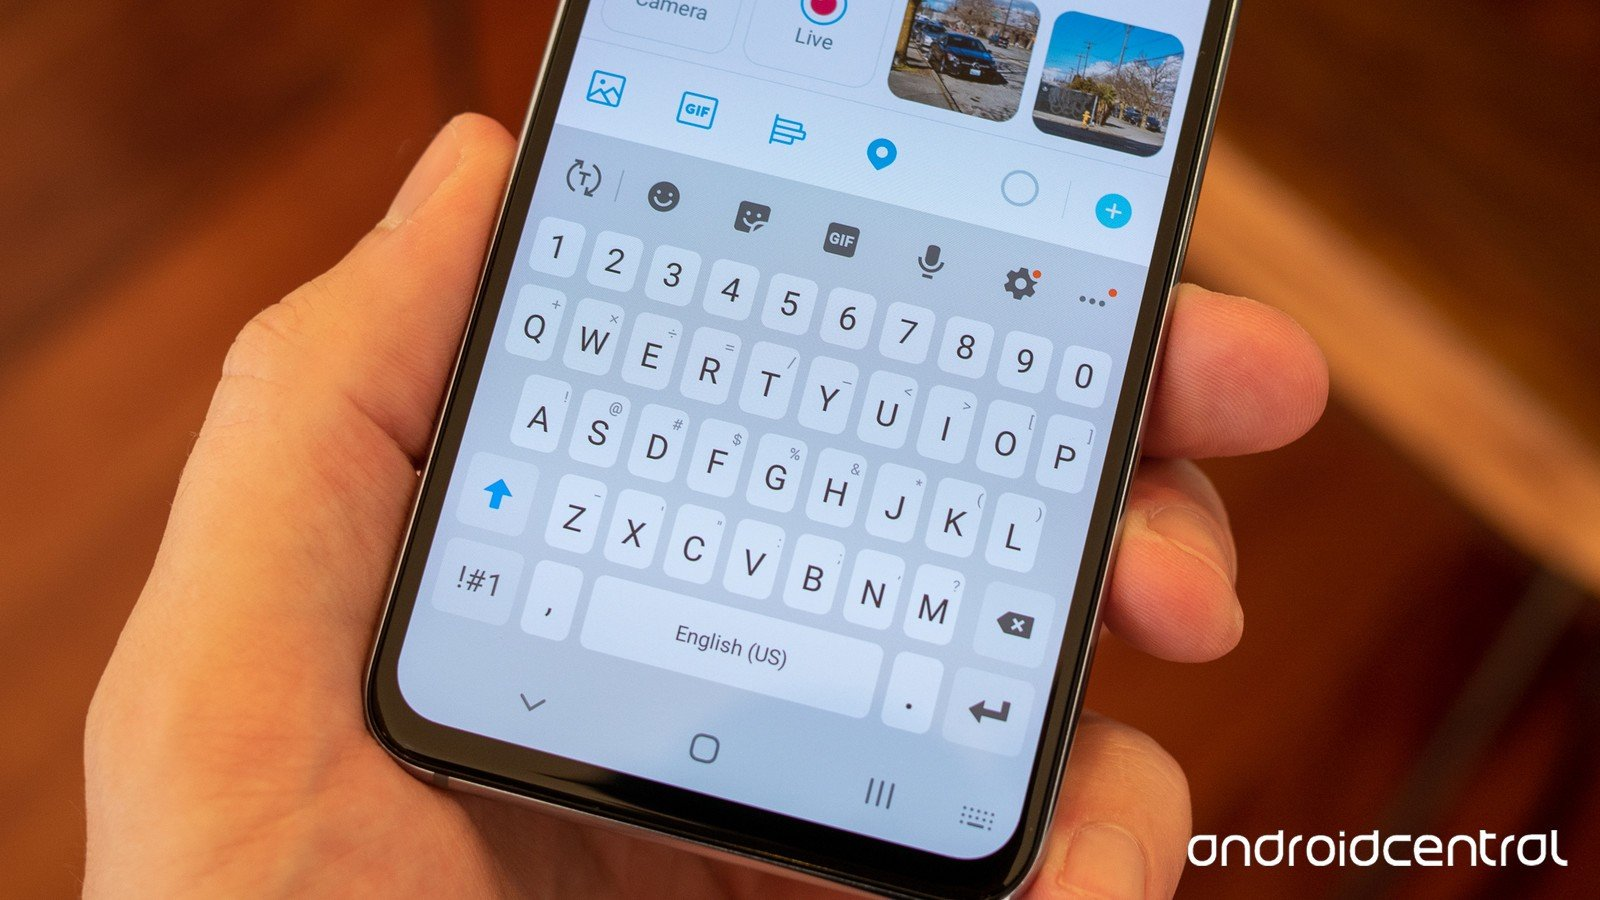 Camera
Live
GIF
T
GIF
1 2 3 4 5 6 7 8 9 0
+ × ÷ = / _ < > [ ]
Q W E R T Y U I O P
! @ # $ % & * ( )
A S D F G H J K L
- ' " : ; , ?
Z X C V B N M
!#1 , English (US) .
androidcentral